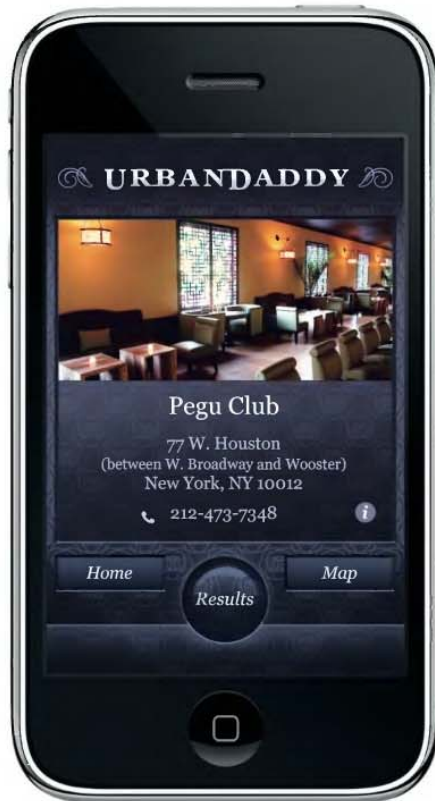 URBANDADDY
Pegu Club
77 W. Houston
(between W. Broadway and Wooster)
New York, NY 10012
212-473-7348
i
Home
Results
Map